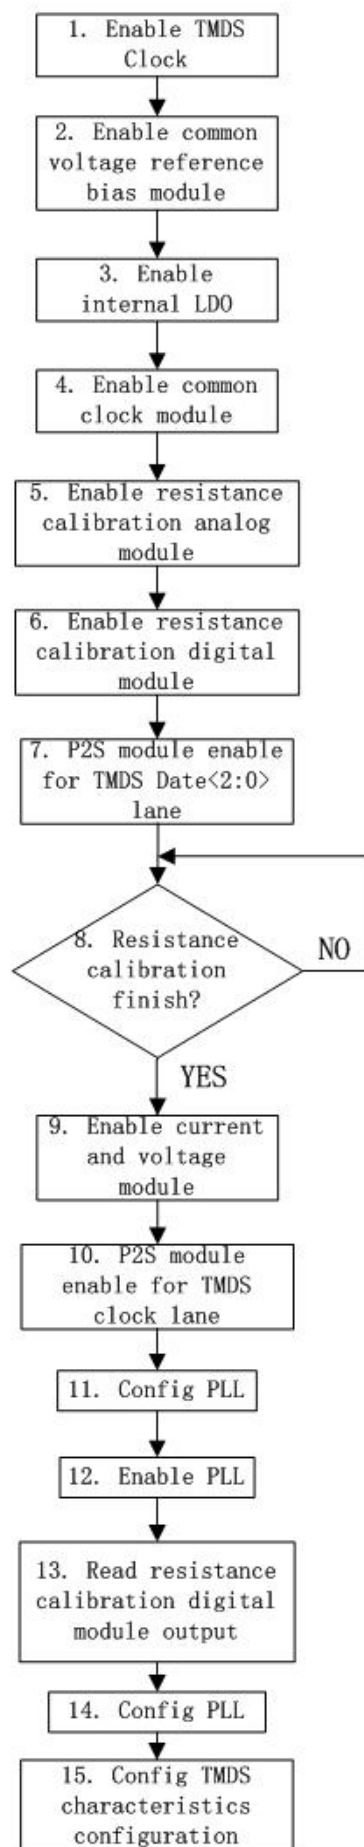 1. Enable TMDS
Clock
2. Enable common
voltage reference
bias module
3. Enable
internal LDO
4. Enable common
clock module
5. Enable resistance
calibration analog
module
6. Enable resistance
calibration digital
module
7. P2S module enable
for TMDS Date<2:0>
lane
8. Resistance
calibration
finish?
NO
YES
9. Enable current
and voltage
module
10. P2S module
enable for TMDS
clock lane
11. Config PLL
12. Enable PLL
13. Read resistance
calibration digital
module output
14. Config PLL
15. Config TMDS
characteristics
configuration